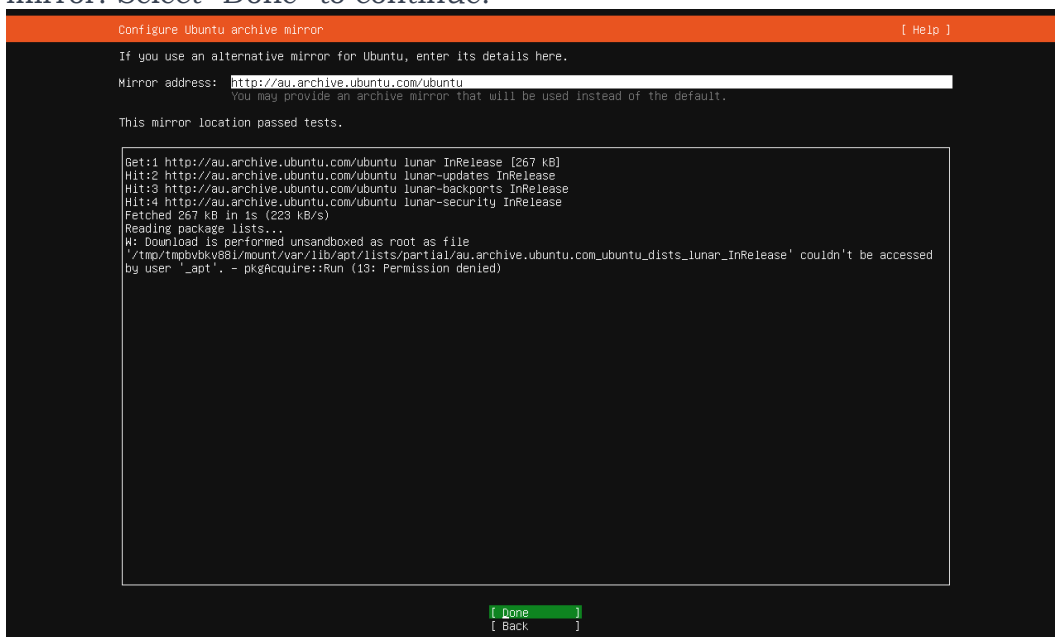 mirror. Select "Done" to continue.
Configure Ubuntu archive mirror [ Help ]
If you use an alternative mirror for Ubuntu, enter its details here.
Mirror address: http://au.archive.ubuntu.com/ubuntu
You may provide an archive mirror that will be used instead of the default.
This mirror location passed tests.
Get:1 http://au.archive.ubuntu.com/ubuntu lunar InRelease [267 kB]
Hit:2 http://au.archive.ubuntu.com/ubuntu lunar-updates InRelease
Hit:3 http://au.archive.ubuntu.com/ubuntu lunar-backports InRelease
Hit:4 http://au.archive.ubuntu.com/ubuntu lunar-security InRelease
Fetched 267 kB in 1s (223 kB/s)
Reading package lists...
W: Download is performed unsandboxed as root as file
'/tmp/tmpbvbkv88i/mount/var/lib/apt/lists/partial/au.archive.ubuntu.com_ubuntu_dists_lunar_InRelease' couldn't be accessed
by user '_apt'. - pkgAcquire::Run (13: Permission denied)
[ Done ]
[ Back ]